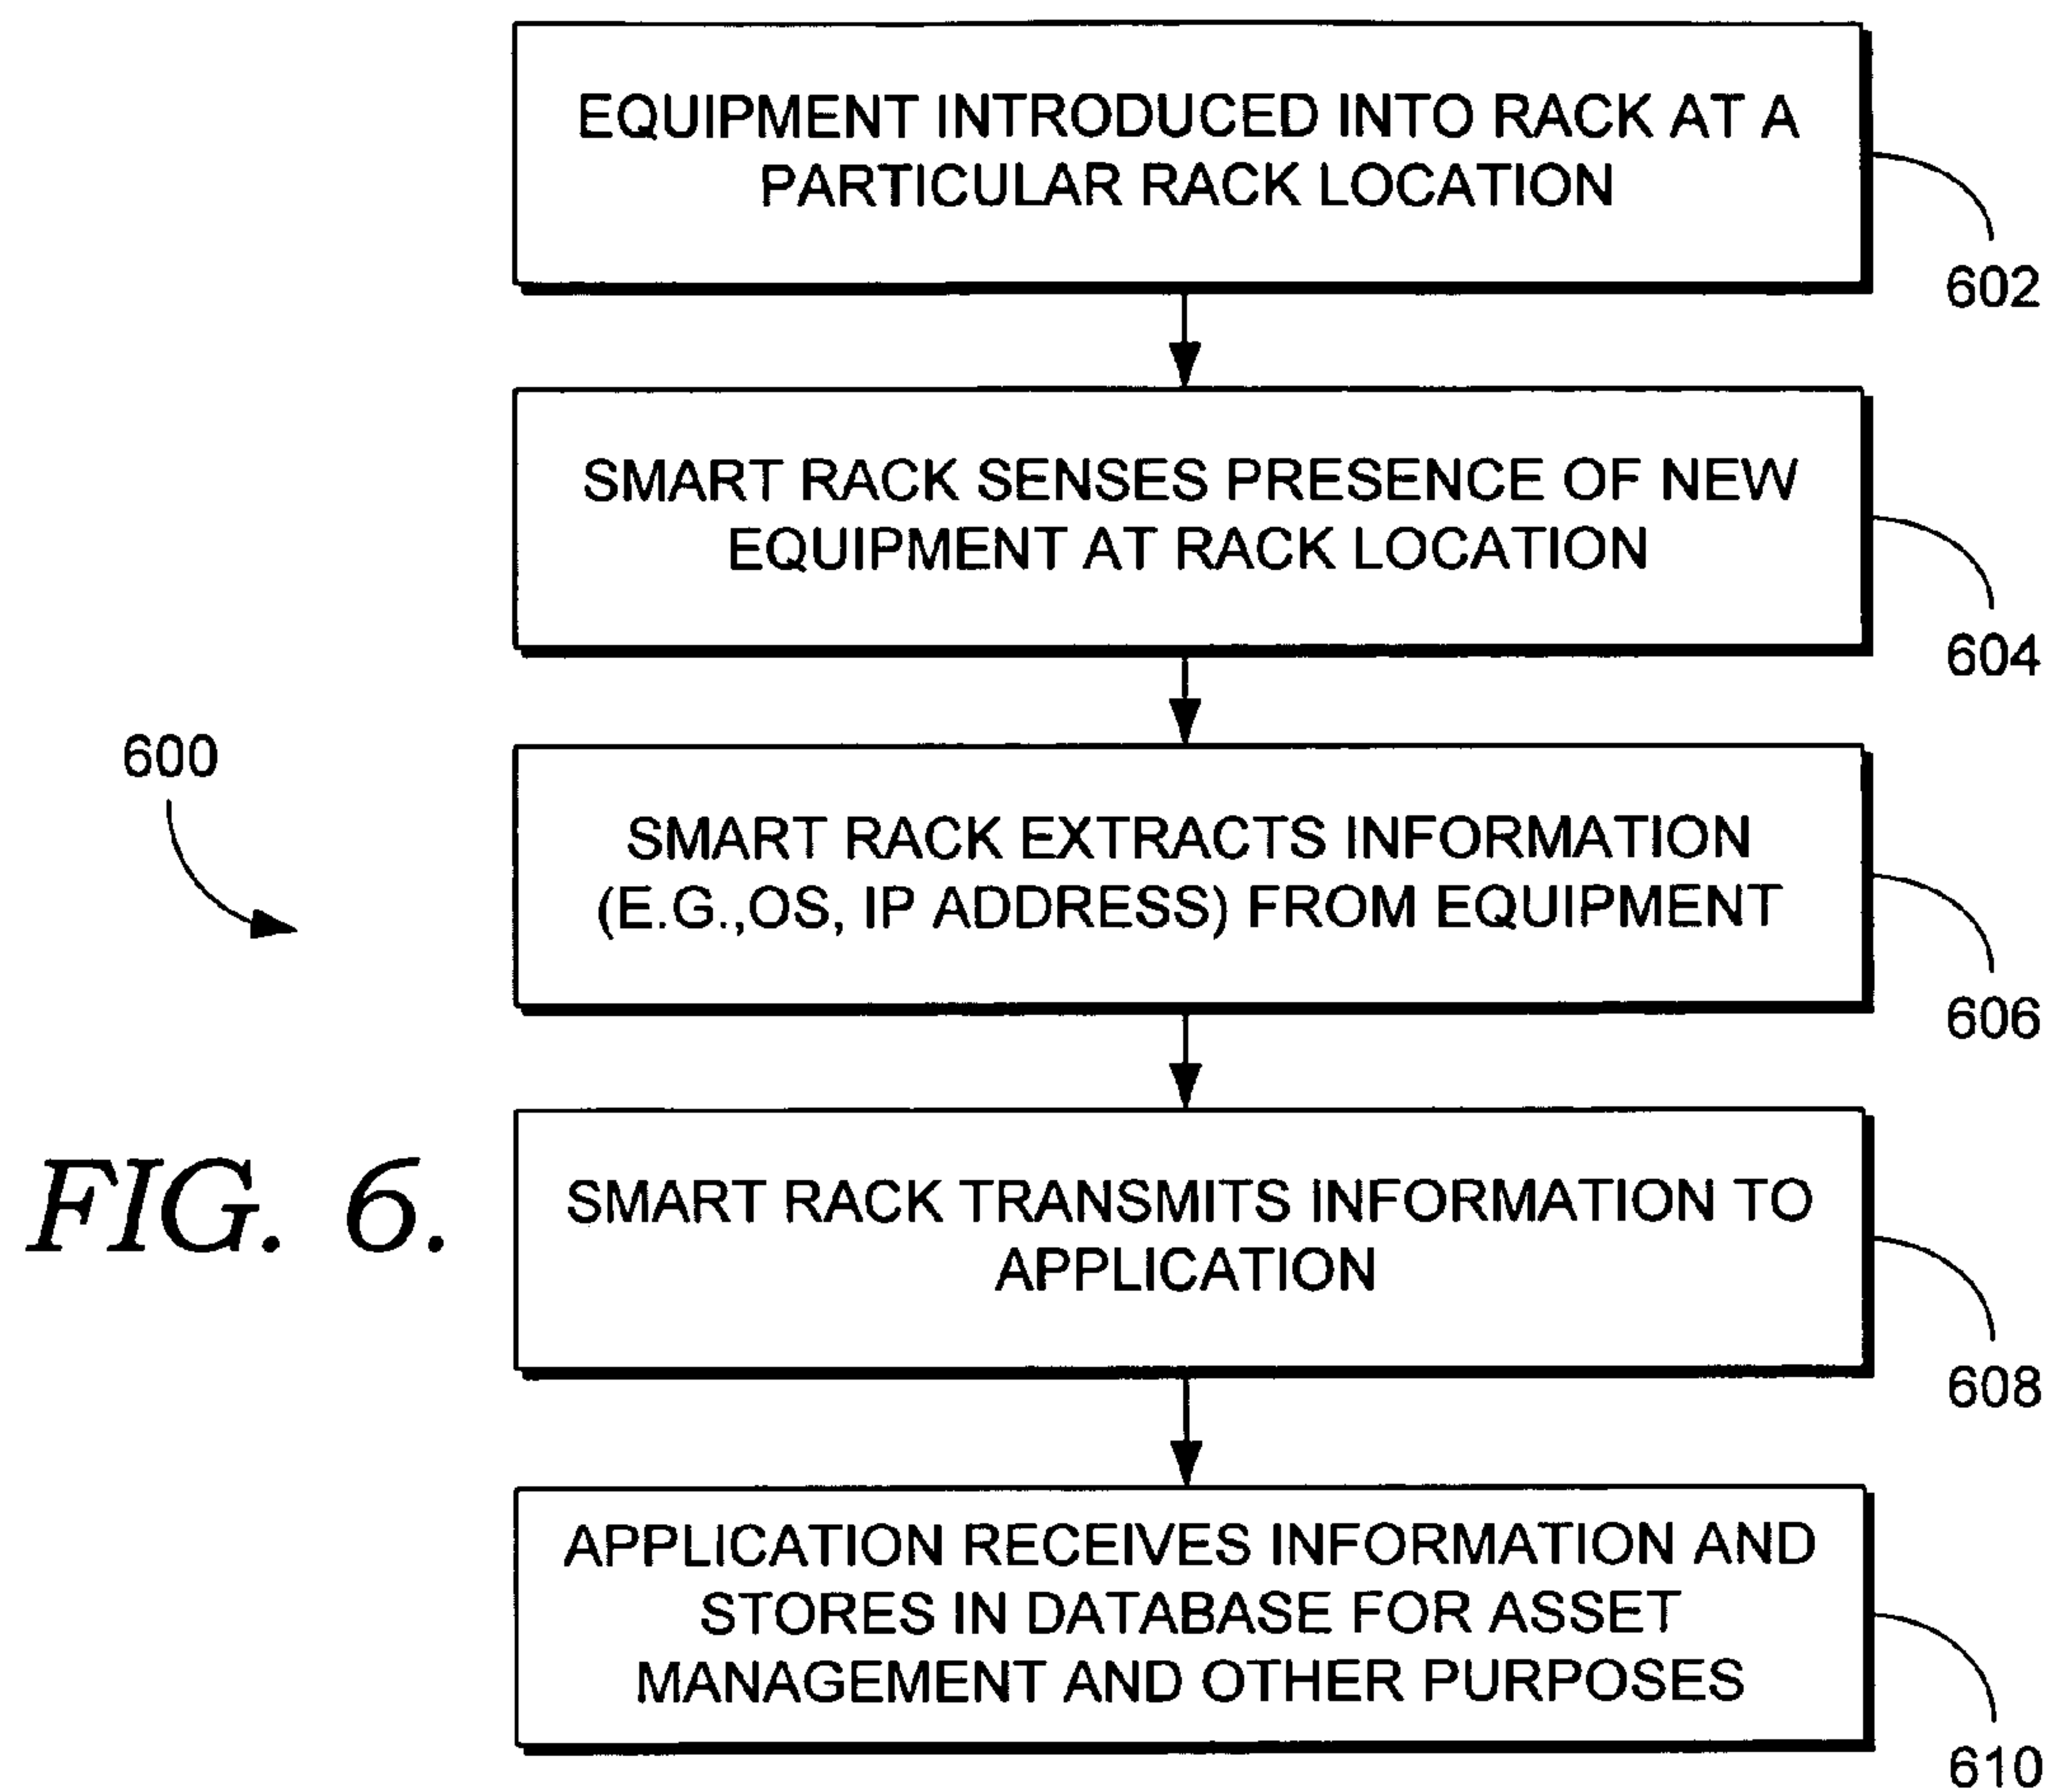 EQUIPMENT INTRODUCED INTO RACK AT A
PARTICULAR RACK LOCATION
602
SMART RACK SENSES PRESENCE OF NEW
EQUIPMENT AT RACK LOCATION
604
600
SMART RACK EXTRACTS INFORMATION
(E.G.,OS, IP ADDRESS) FROM EQUIPMENT
606
FIG. 6.
SMART RACK TRANSMITS INFORMATION TO
APPLICATION
608
APPLICATION RECEIVES INFORMATION AND
STORES IN DATABASE FOR ASSET
MANAGEMENT AND OTHER PURPOSES
610